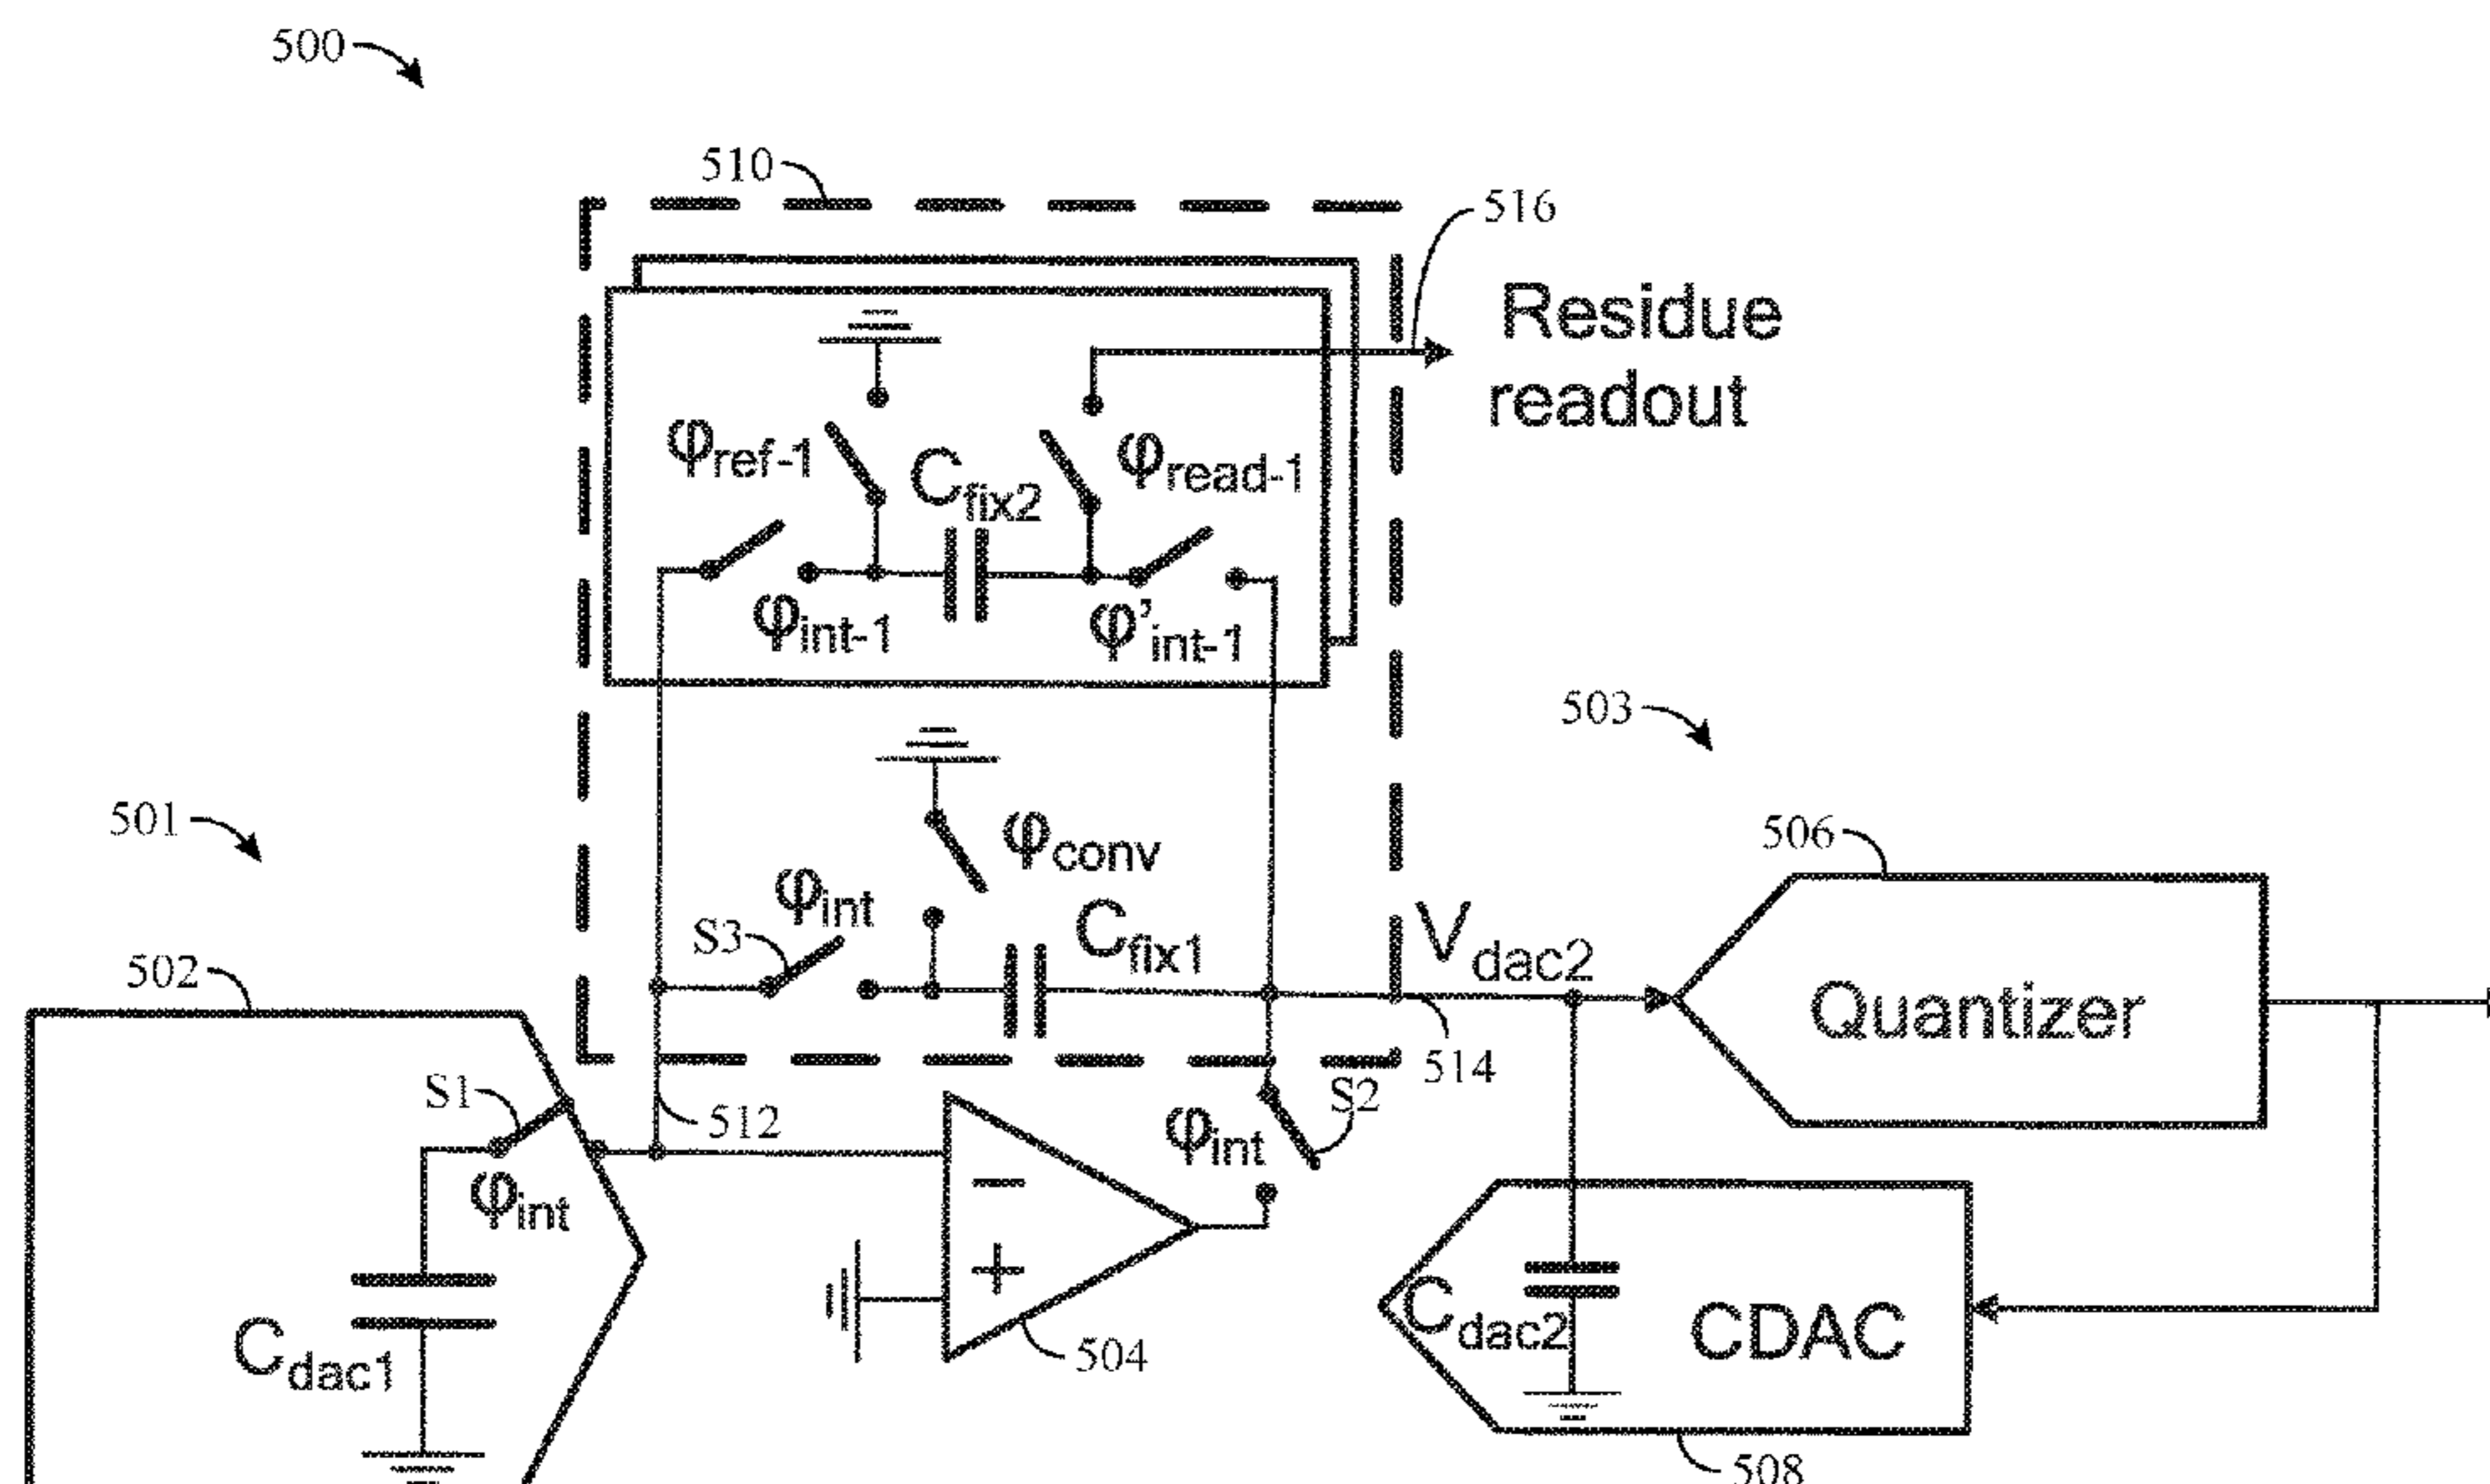 500
510
516
Residue
readout
φref-1
Cfix2
φread-1
φint-1
φ’int-1
503
501
φconv
506
φint
S3
Cfix1
Vdac2
502
Quantizer
S1
512
φint
S2
514
φint
−
+
Cdac1
504
Cdac2
CDAC
508